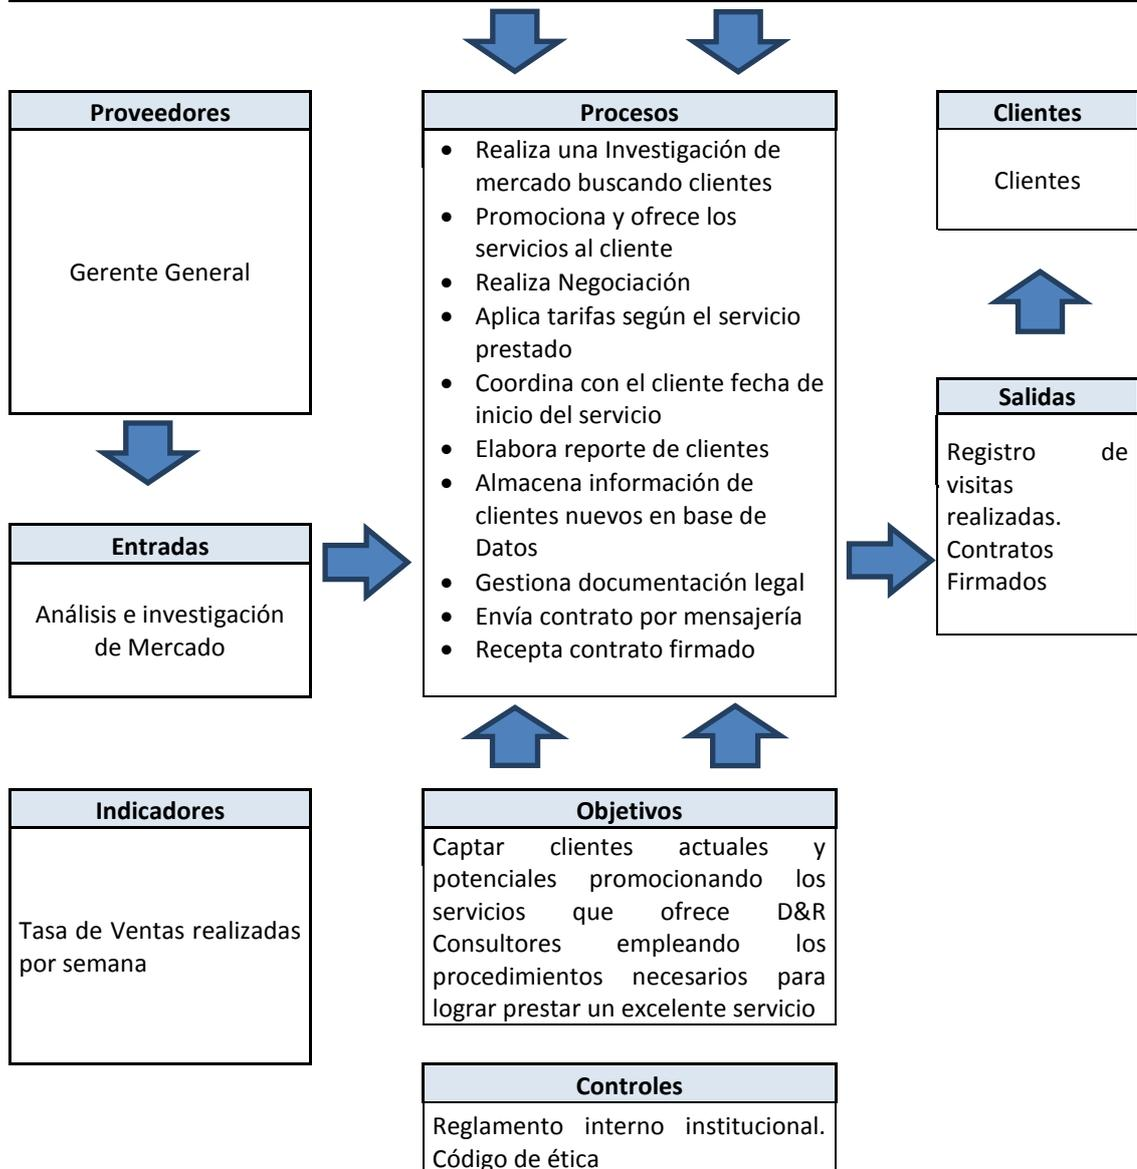 Proveedores
Gerente General
Entradas
Análisis e investigación
de Mercado
Indicadores
Tasa de Ventas realizadas
por semana
Procesos
• Realiza una Investigación de
mercado buscando clientes
• Promociona y ofrece los
servicios al cliente
• Realiza Negociación
• Aplica tarifas según el servicio
prestado
• Coordina con el cliente fecha de
inicio del servicio
• Elabora reporte de clientes
• Almacena información de
clientes nuevos en base de
Datos
• Gestiona documentación legal
• Envía contrato por mensajería
• Recepta contrato firmado
Objetivos
Captar clientes actuales y
potenciales promocionando los
servicios que ofrece D&R
Consultores empleando los
procedimientos necesarios para
lograr prestar un excelente servicio
Controles
Reglamento interno institucional.
Código de ética
Clientes
Clientes
Salidas
Registro de
visitas
realizadas.
Contratos
Firmados